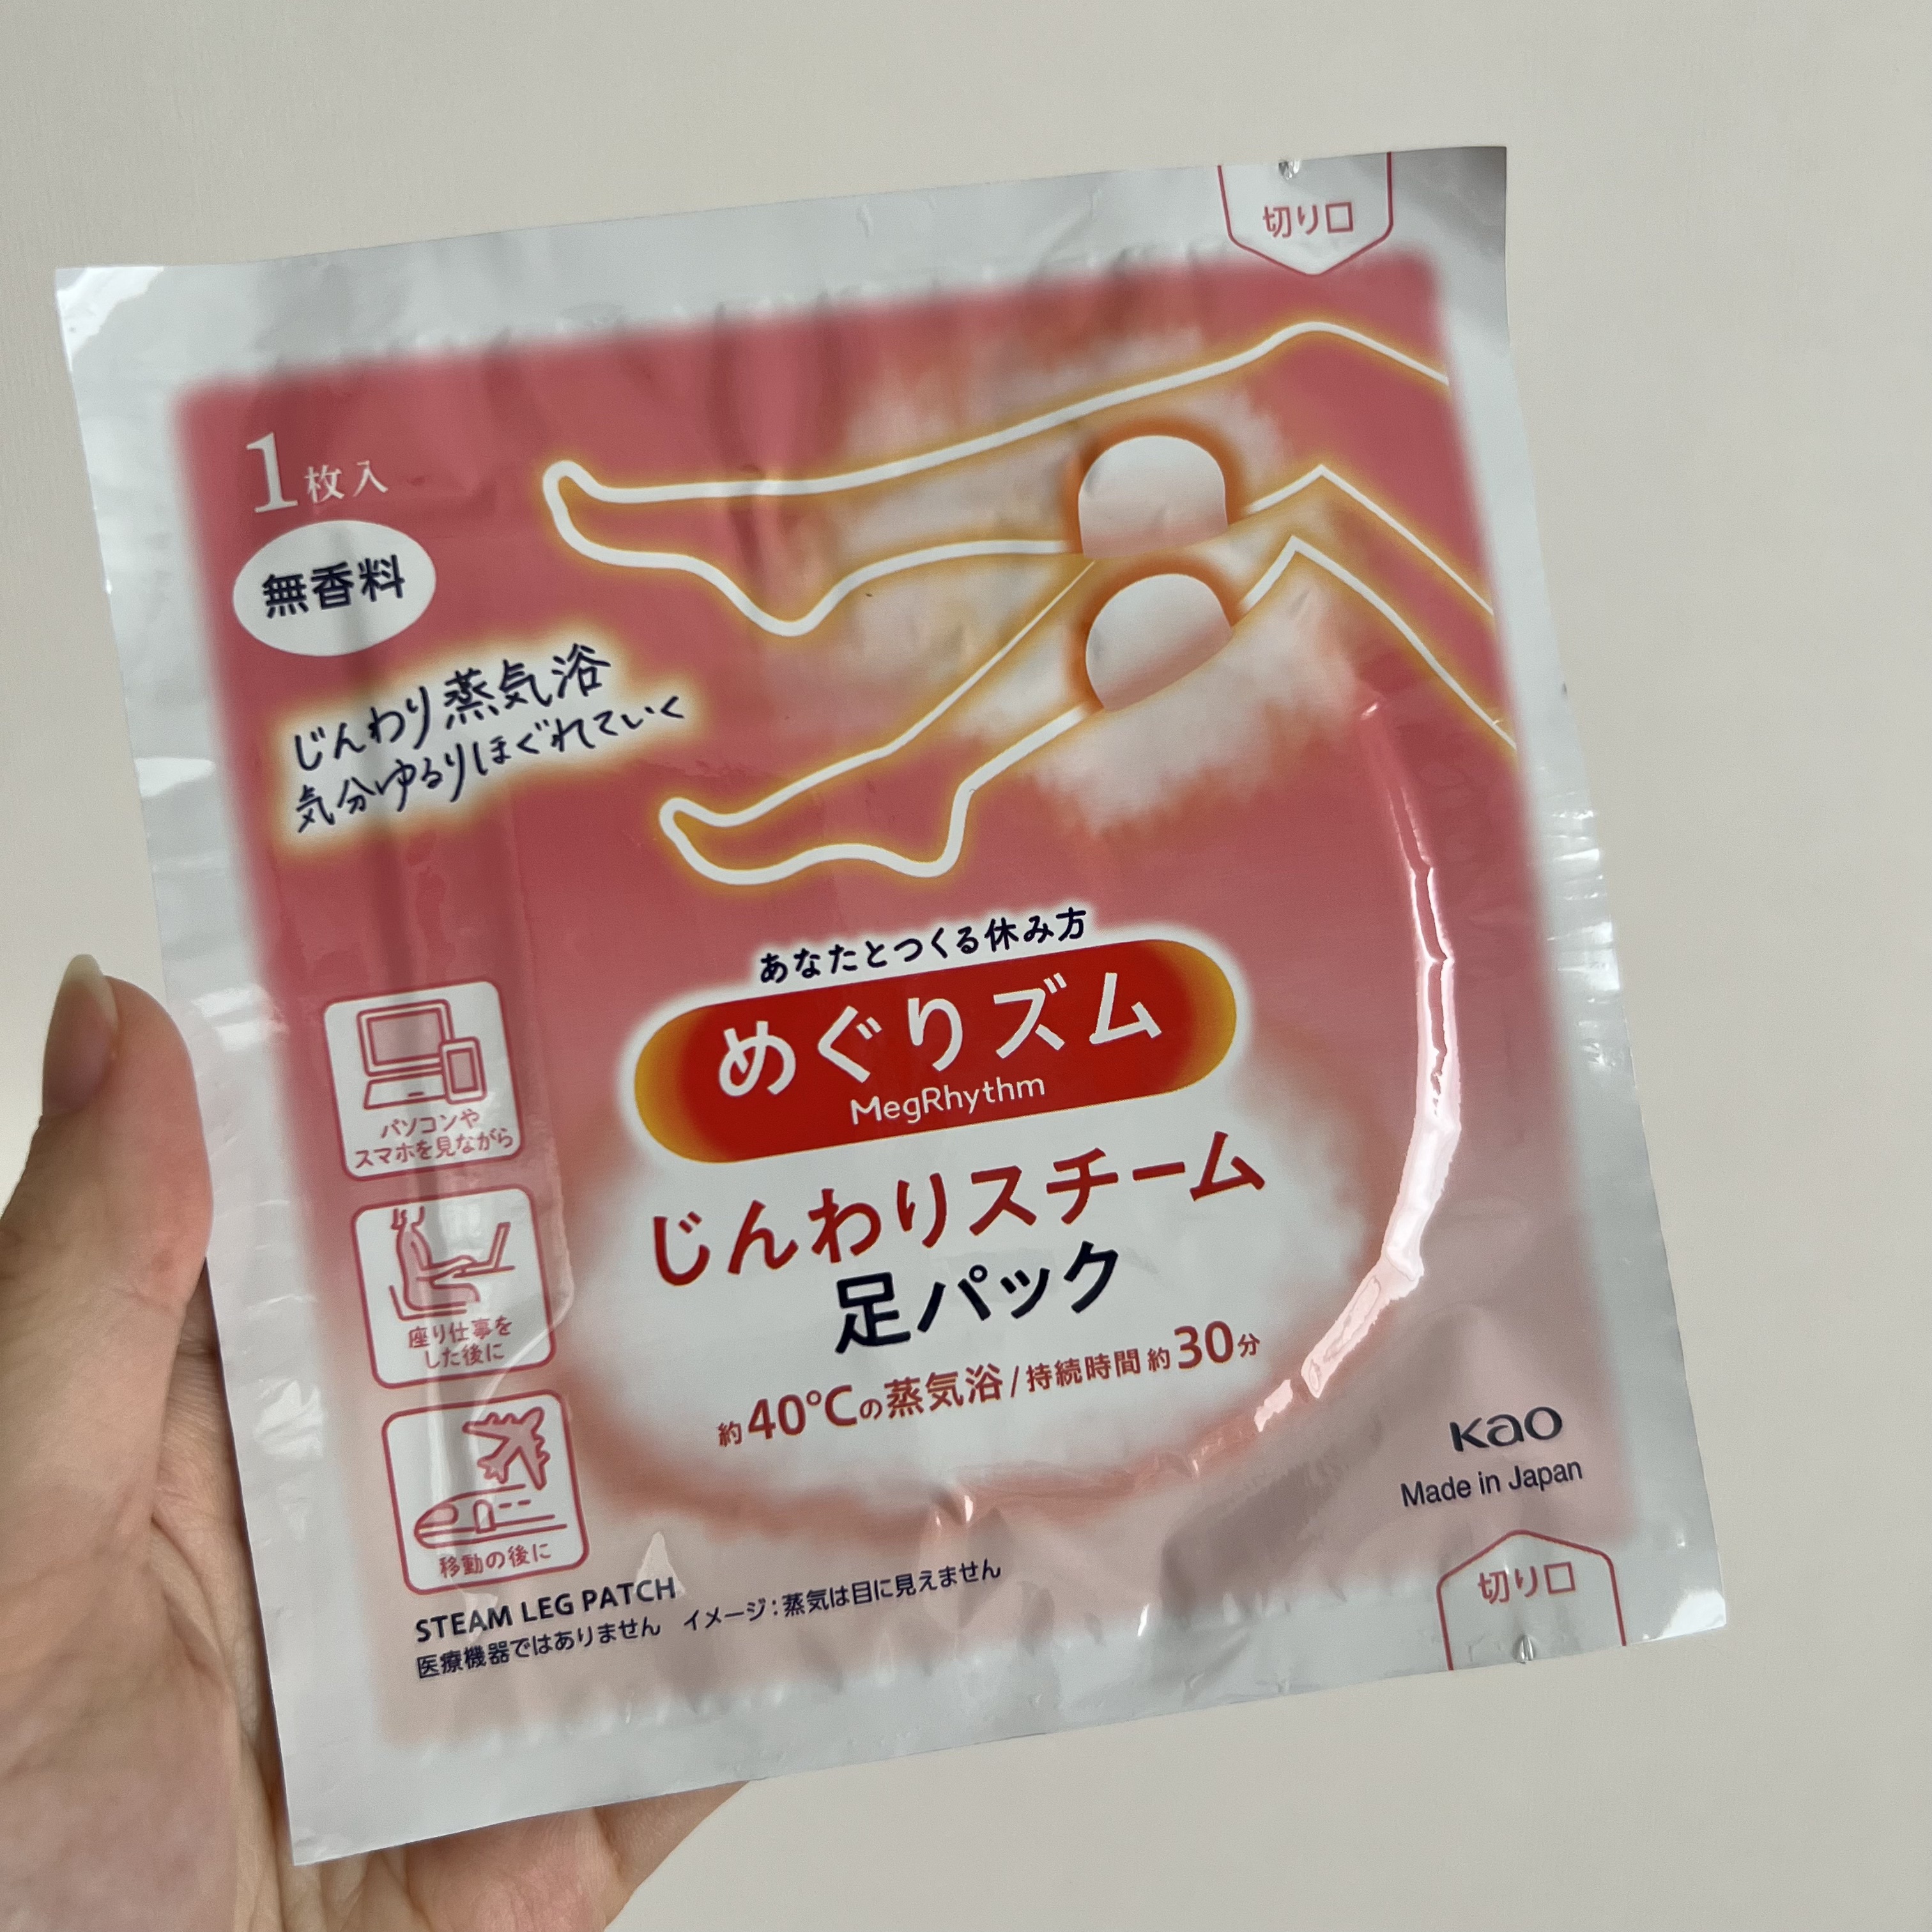 切り口
1枚入
無香料
じんわり蒸気浴
気分ゆるりほぐれていく
あなたとつくる休み方
めぐりズム
MegRhythm
じんわりスチーム
足パック
約40℃の蒸気浴/持続時間 約30分
パソコンや
スマホを見ながら
座り仕事を
した後に
移動の後に
Kao
Made in Japan
STEAM LEG PATCH
医療機器ではありません イメージ:蒸気は目に見えません
切り口